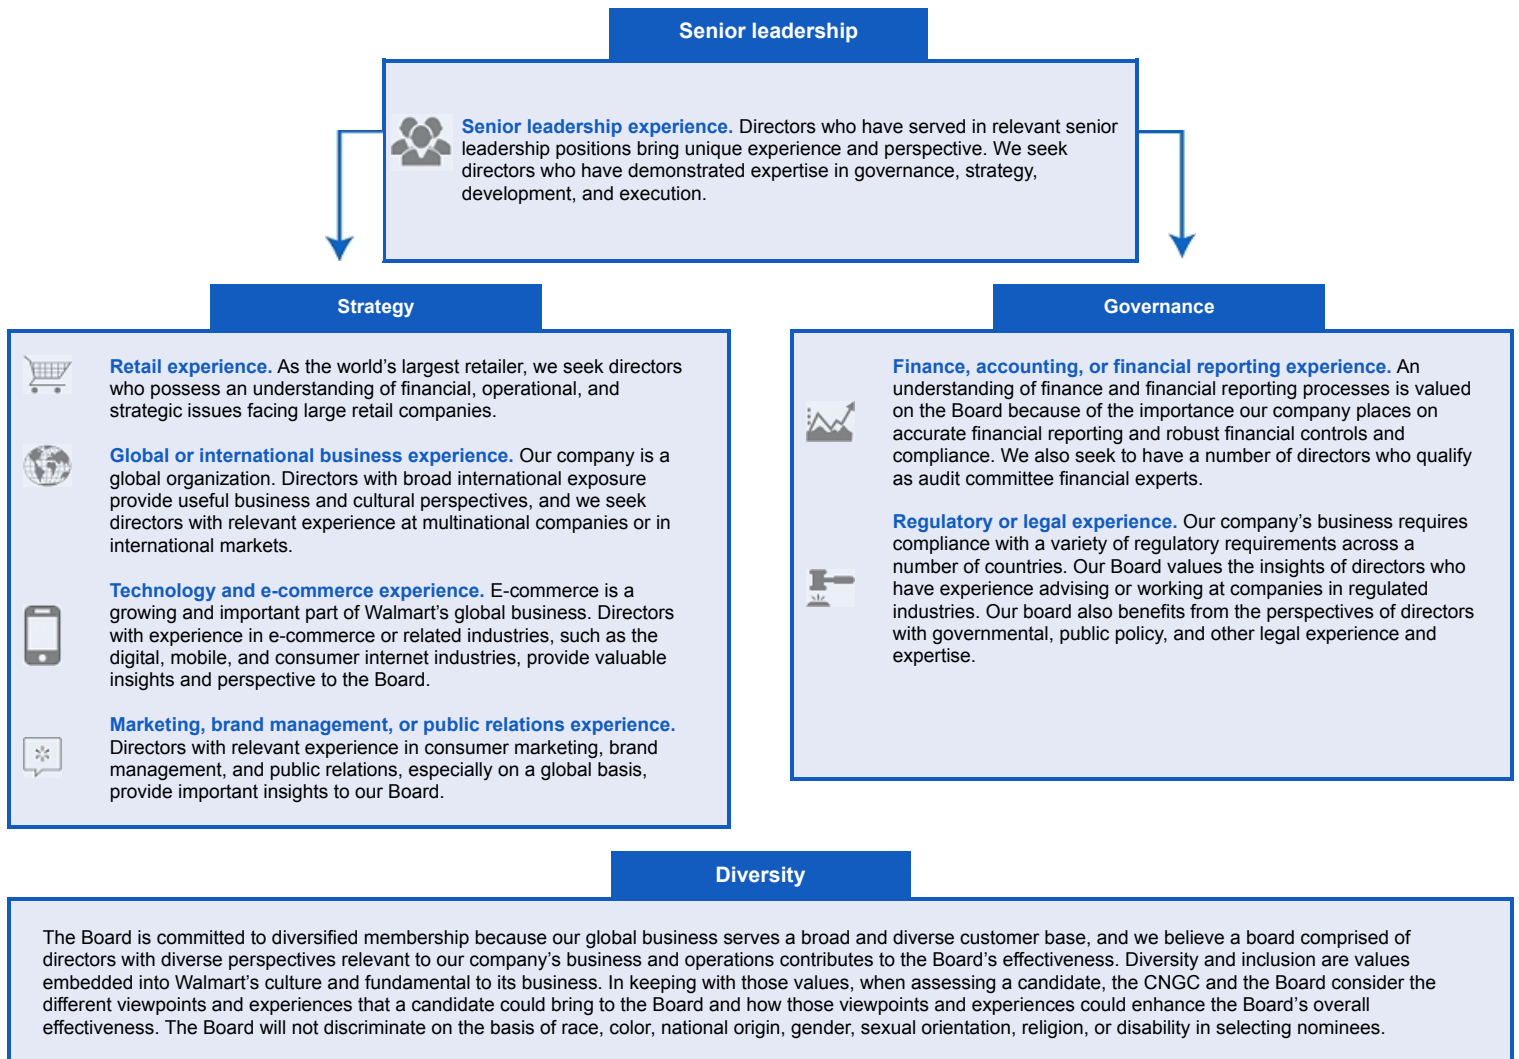 Senior leadership
Senior leadership experience. Directors who have served in relevant senior
leadership positions bring unique experience and perspective. We seek
directors who have demonstrated expertise in governance, strategy,
development, and execution.
Strategy
Retail experience. As the world’s largest retailer, we seek directors
who possess an understanding of financial, operational, and
strategic issues facing large retail companies.
Global or international business experience. Our company is a
global organization. Directors with broad international exposure
provide useful business and cultural perspectives, and we seek
directors with relevant experience at multinational companies or in
international markets.
Technology and e-commerce experience. E-commerce is a
growing and important part of Walmart’s global business. Directors
with experience in e-commerce or related industries, such as the
digital, mobile, and consumer internet industries, provide valuable
insights and perspective to the Board.
Marketing, brand management, or public relations experience.
Directors with relevant experience in consumer marketing, brand
management, and public relations, especially on a global basis,
provide important insights to our Board.
Governance
Finance, accounting, or financial reporting experience. An
understanding of finance and financial reporting processes is valued
on the Board because of the importance our company places on
accurate financial reporting and robust financial controls and
compliance. We also seek to have a number of directors who qualify
as audit committee financial experts.
Regulatory or legal experience. Our company’s business requires
compliance with a variety of regulatory requirements across a
number of countries. Our Board values the insights of directors who
have experience advising or working at companies in regulated
industries. Our board also benefits from the perspectives of directors
with governmental, public policy, and other legal experience and
expertise.
Diversity
The Board is committed to diversified membership because our global business serves a broad and diverse customer base, and we believe a board comprised of
directors with diverse perspectives relevant to our company’s business and operations contributes to the Board’s effectiveness. Diversity and inclusion are values
embedded into Walmart’s culture and fundamental to its business. In keeping with those values, when assessing a candidate, the CNGC and the Board consider the
different viewpoints and experiences that a candidate could bring to the Board and how those viewpoints and experiences could enhance the Board’s overall
effectiveness. The Board will not discriminate on the basis of race, color, national origin, gender, sexual orientation, religion, or disability in selecting nominees.